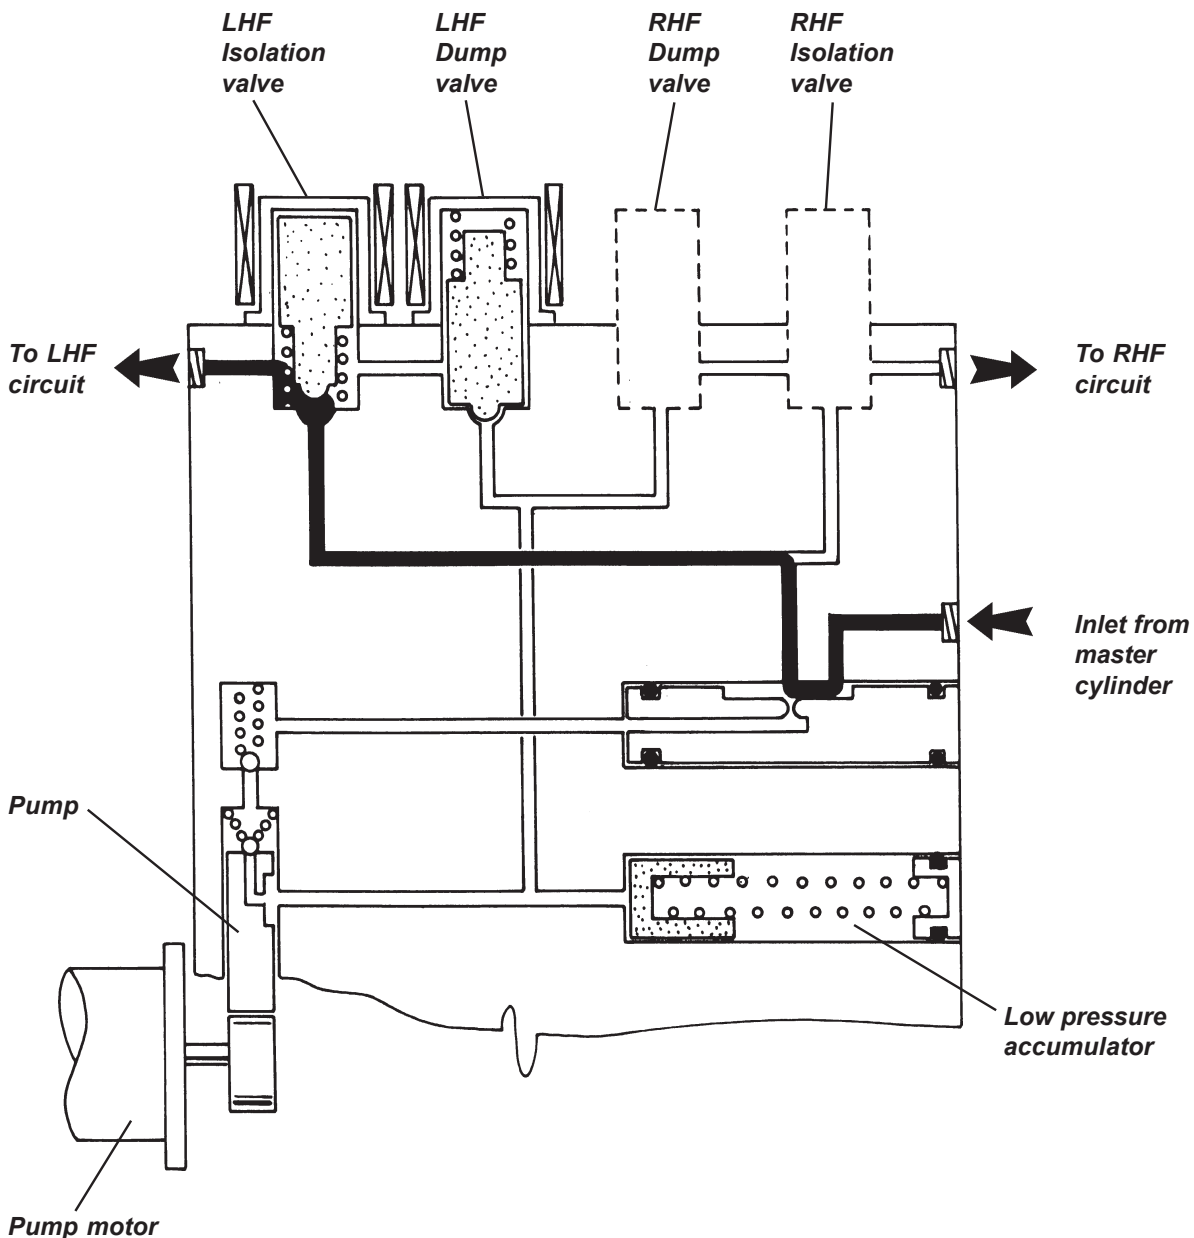 LHF
Isolation
valve
LHF
Dump
valve
RHF
Dump
valve
RHF
Isolation
valve
To LHF
circuit
To RHF
circuit
Inlet from
master
cylinder
Pump
Low pressure
accumulator
Pump motor